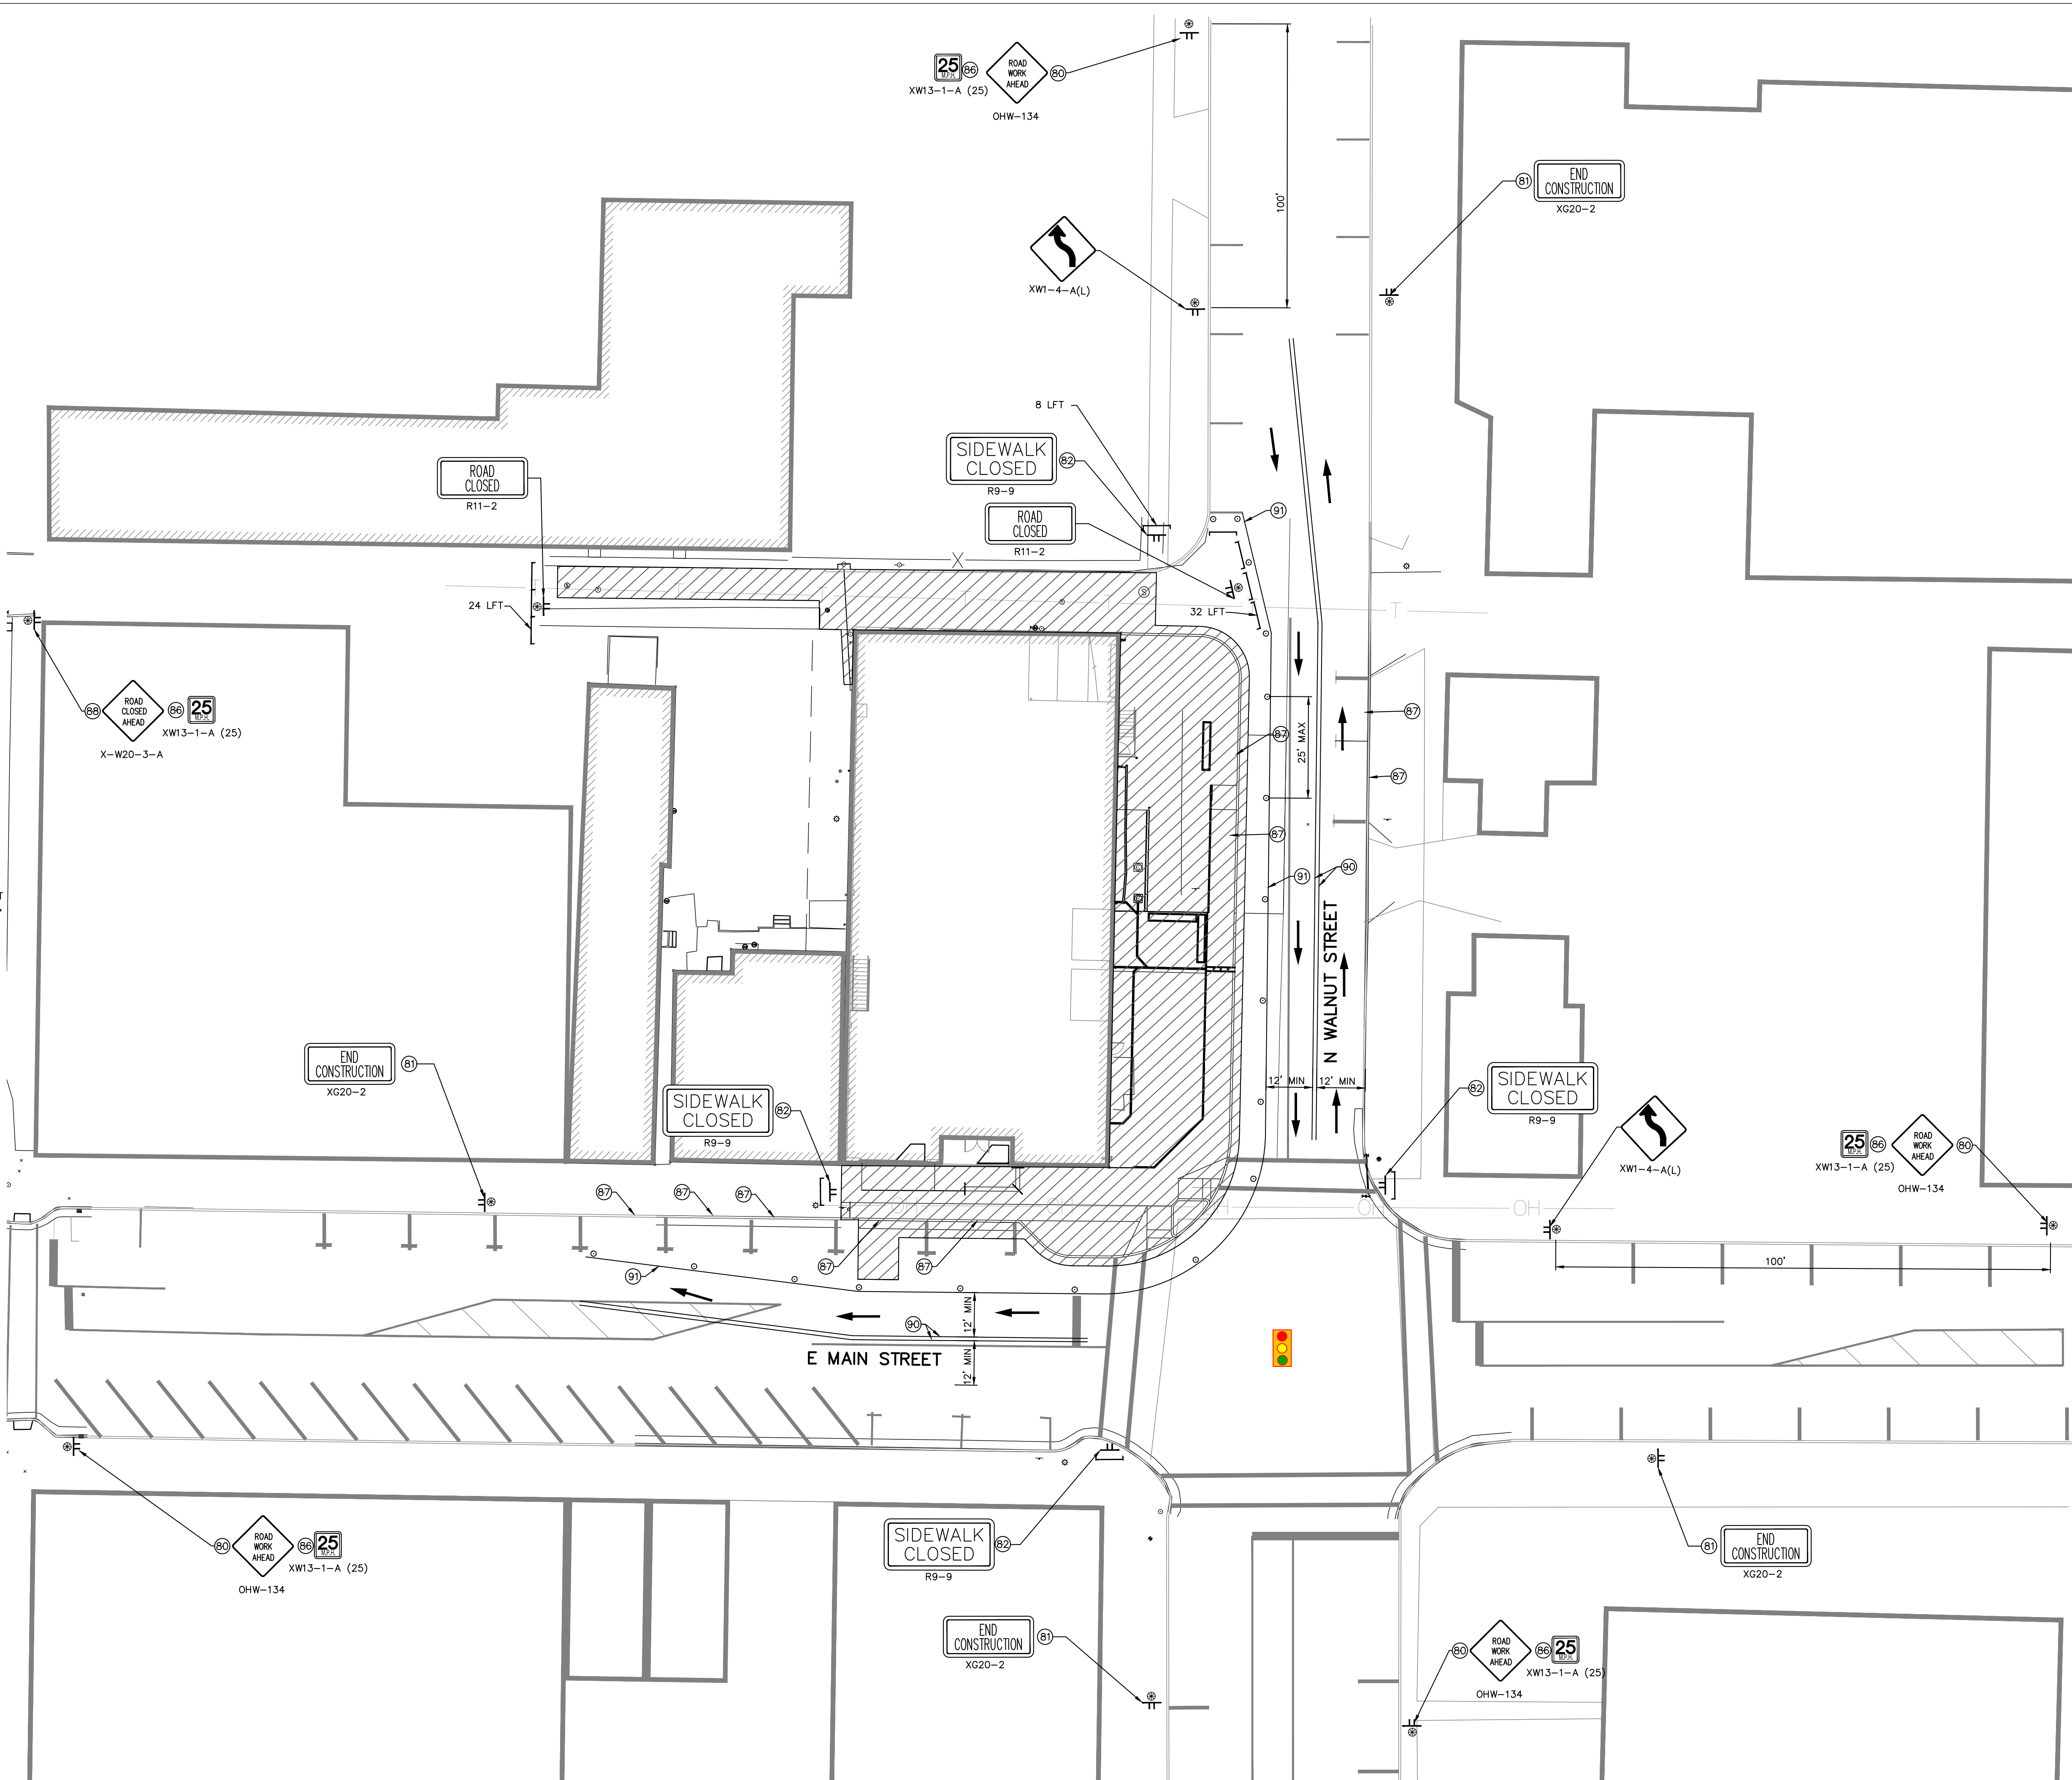 25
M.P.H.
86
XW13-1-A (25)
ROAD
WORK
AHEAD
80
OHW-134
100'
81
END
CONSTRUCTION
XG20-2
XW1-4-A(L)
8 LFT
SIDEWALK
CLOSED
82
R9-9
ROAD
CLOSED
R11-2
ROAD
CLOSED
R11-2
91
X
24 LFT
32 LFT
T
T
T
T
T
T
S
88
ROAD
CLOSED
AHEAD
X-W20-3-A
86
25
M.P.H.
XW13-1-A (25)
87
87
25' MAX
87
87
90
91
N WALNUT STREET
12' MIN
12' MIN
END
CONSTRUCTION
81
XG20-2
SIDEWALK
CLOSED
82
R9-9
82
SIDEWALK
CLOSED
R9-9
XW1-4-A(L)
25
M.P.H.
86
XW13-1-A (25)
ROAD
WORK
AHEAD
80
OHW-134
87
87
87
OH
OH
OH
OH
OH
91
87
87
100'
12' MIN
90
E MAIN STREET
12' MIN
80
ROAD
WORK
AHEAD
OHW-134
86
25
M.P.H.
XW13-1-A (25)
SIDEWALK
CLOSED
82
R9-9
81
END
CONSTRUCTION
XG20-2
END
CONSTRUCTION
81
XG20-2
80
ROAD
WORK
AHEAD
OHW-134
86
25
M.P.H.
XW13-1-A (25)